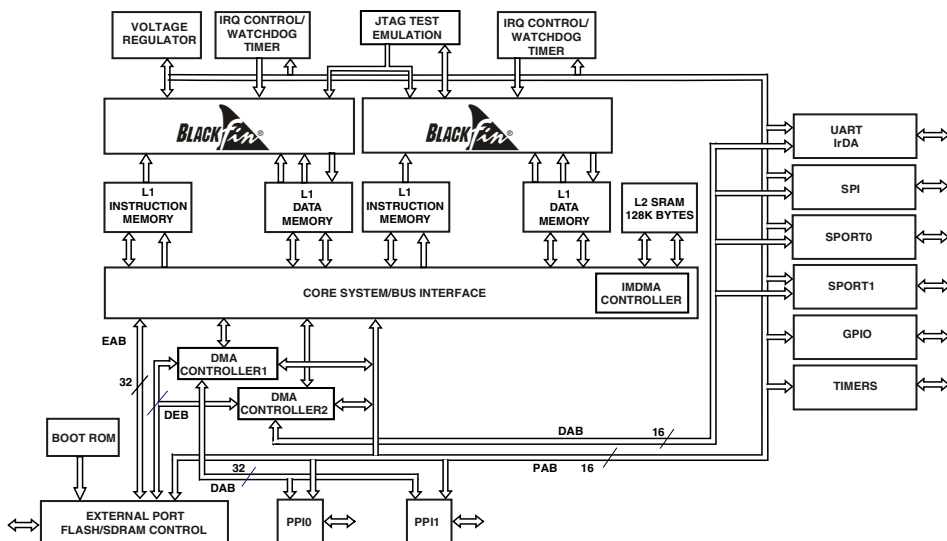 VOLTAGE
REGULATOR
IRQ CONTROL/
WATCHDOG
TIMER
JTAG TEST
EMULATION
IRQ CONTROL/
WATCHDOG
TIMER
BLACKfin®
BLACKfin®
UART
IrDA
SPI
SPORT0
SPORT1
GPIO
TIMERS
L1
INSTRUCTION
MEMORY
L1
DATA
MEMORY
L1
INSTRUCTION
MEMORY
L1
DATA
MEMORY
L2 SRAM
128K BYTES
CORE SYSTEM/BUS INTERFACE
IMDMA
CONTROLLER
EAB
32
DMA
CONTROLLER1
DEB
DMA
CONTROLLER2
DAB
16
BOOT ROM
32
DAB
PAB
16
EXTERNAL PORT
FLASH/SDRAM CONTROL
PPI0
PPI1